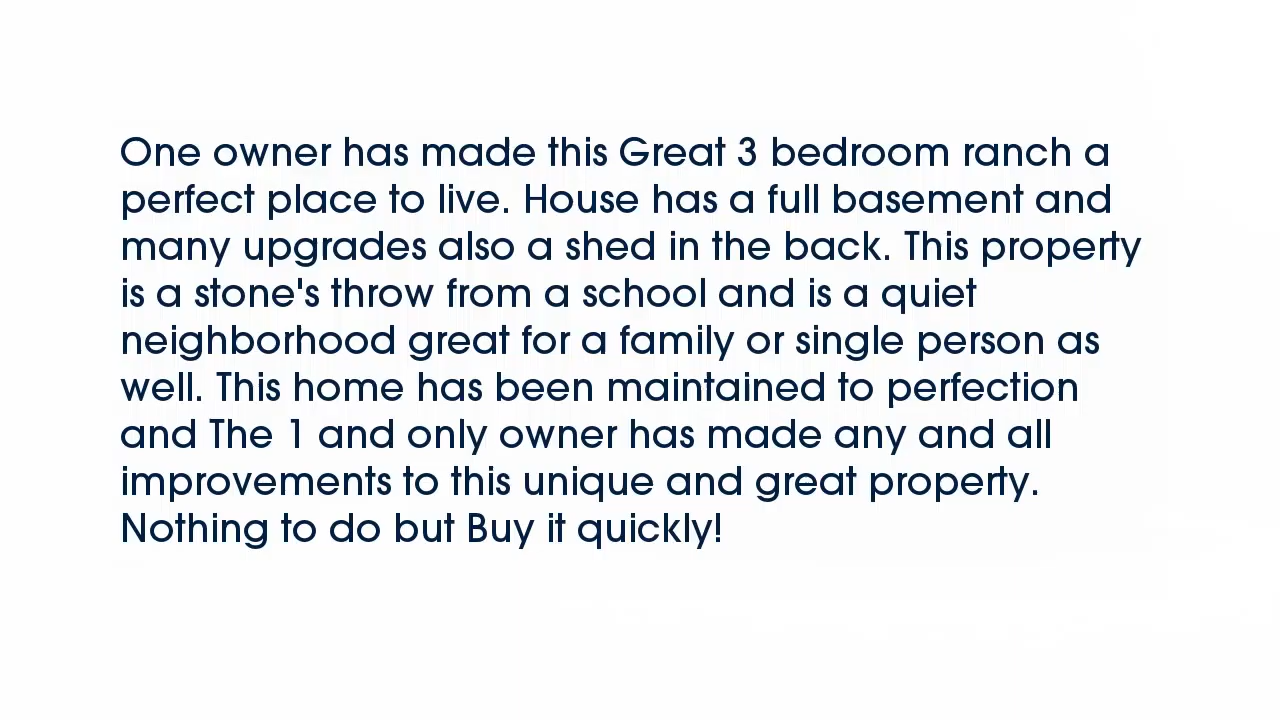 One owner has made this Great 3 bedroom ranch a
perfect place to live. House has a full basement and
many upgrades also a shed in the back. This property
is a stone's throw from a school and is a quiet
neighborhood great for a family or single person as
well. This home has been maintained to perfection
and The 1 and only owner has made any and all
improvements to this unique and great property.
Nothing to do but Buy it quickly!